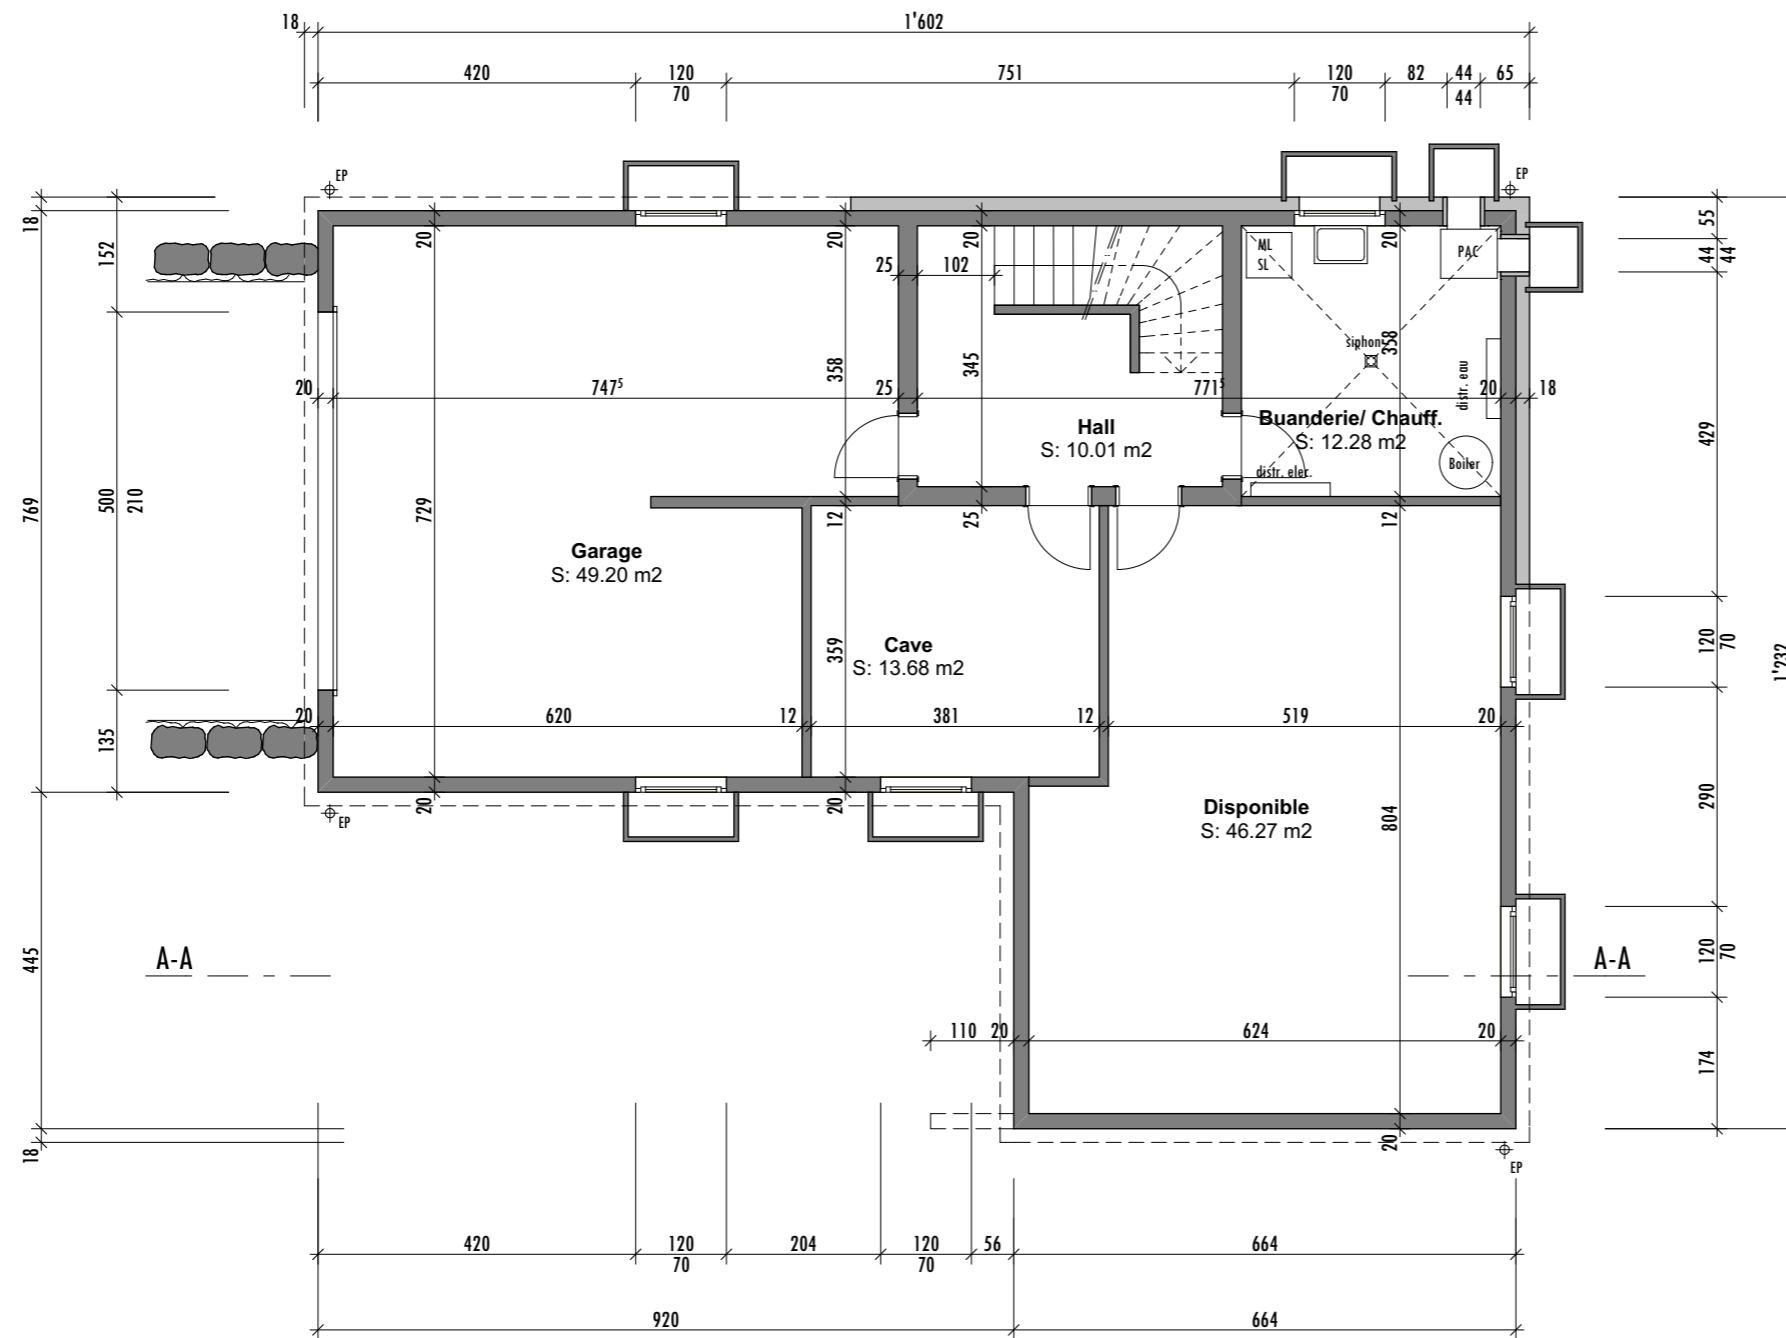 18 1'602
420 120 751 120 82 44 65
70 70 44
EP EP
18 152 20 20 20 ML 20 PAC 55
SL
25 102 44 44
siphon
358 345 358
distr. eau
20 747⁵ 25 771⁵ 20 18
Hall
S: 10.01 m2
Buanderie/ Chauff.
S: 12.28 m2
Boiler
distr. elec.
429
769 500 210 729
12 25 12
Garage
S: 49.20 m2
Cave
S: 13.68 m2
359
120 70
1'232
20 620 12 381 12 519 20
135
20 20
EP
Disponible
S: 46.27 m2
804
290
445
A-A A-A
120 70
110 20 624 20
174
18
20
EP
420 120 204 120 56 664
70 70
920 664